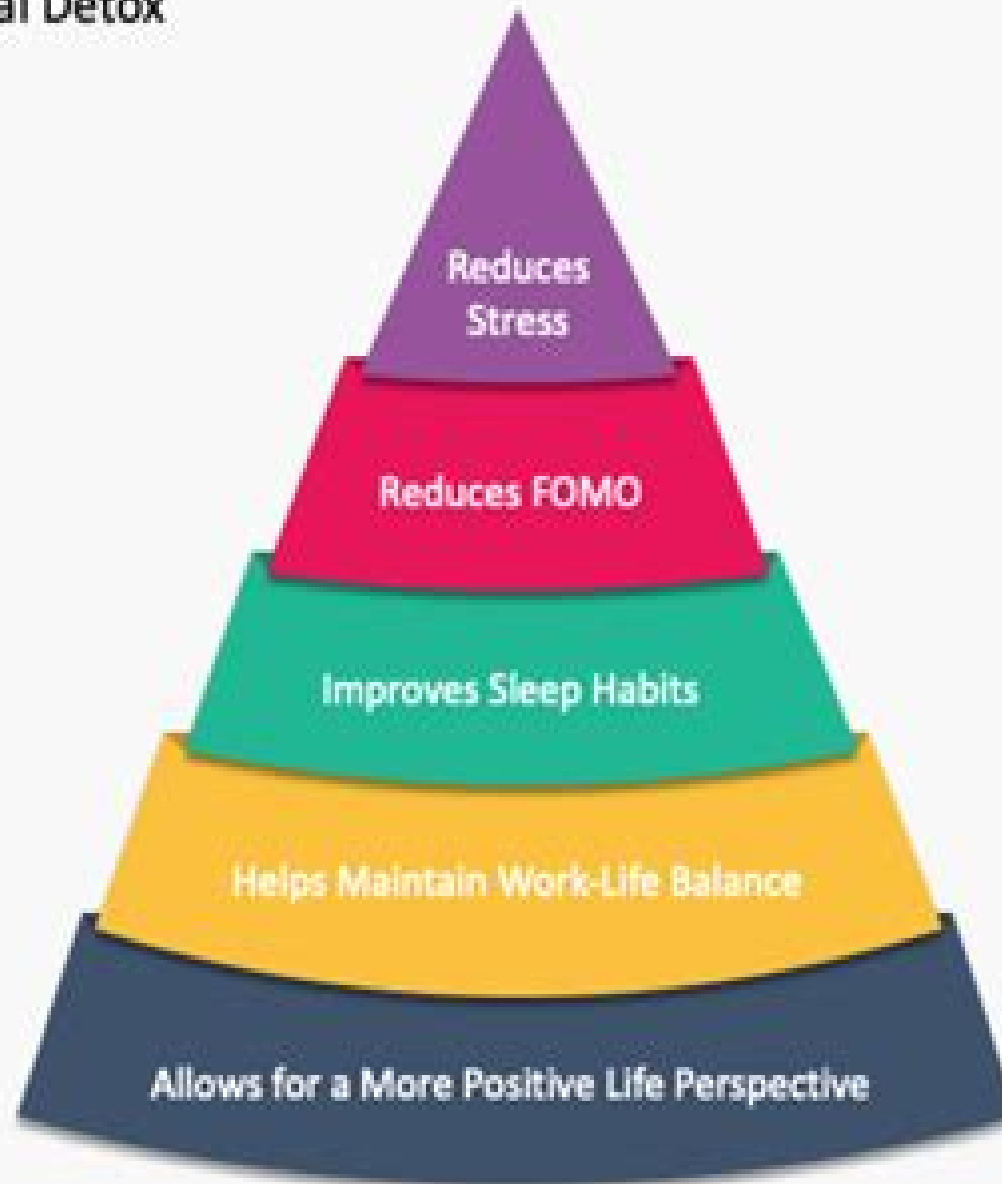 al Detox
Reduces
Stress
Reduces FOMO
Improves Sleep Habits
Helps Maintain Work-Life Balance
Allows for a More Positive Life Perspective